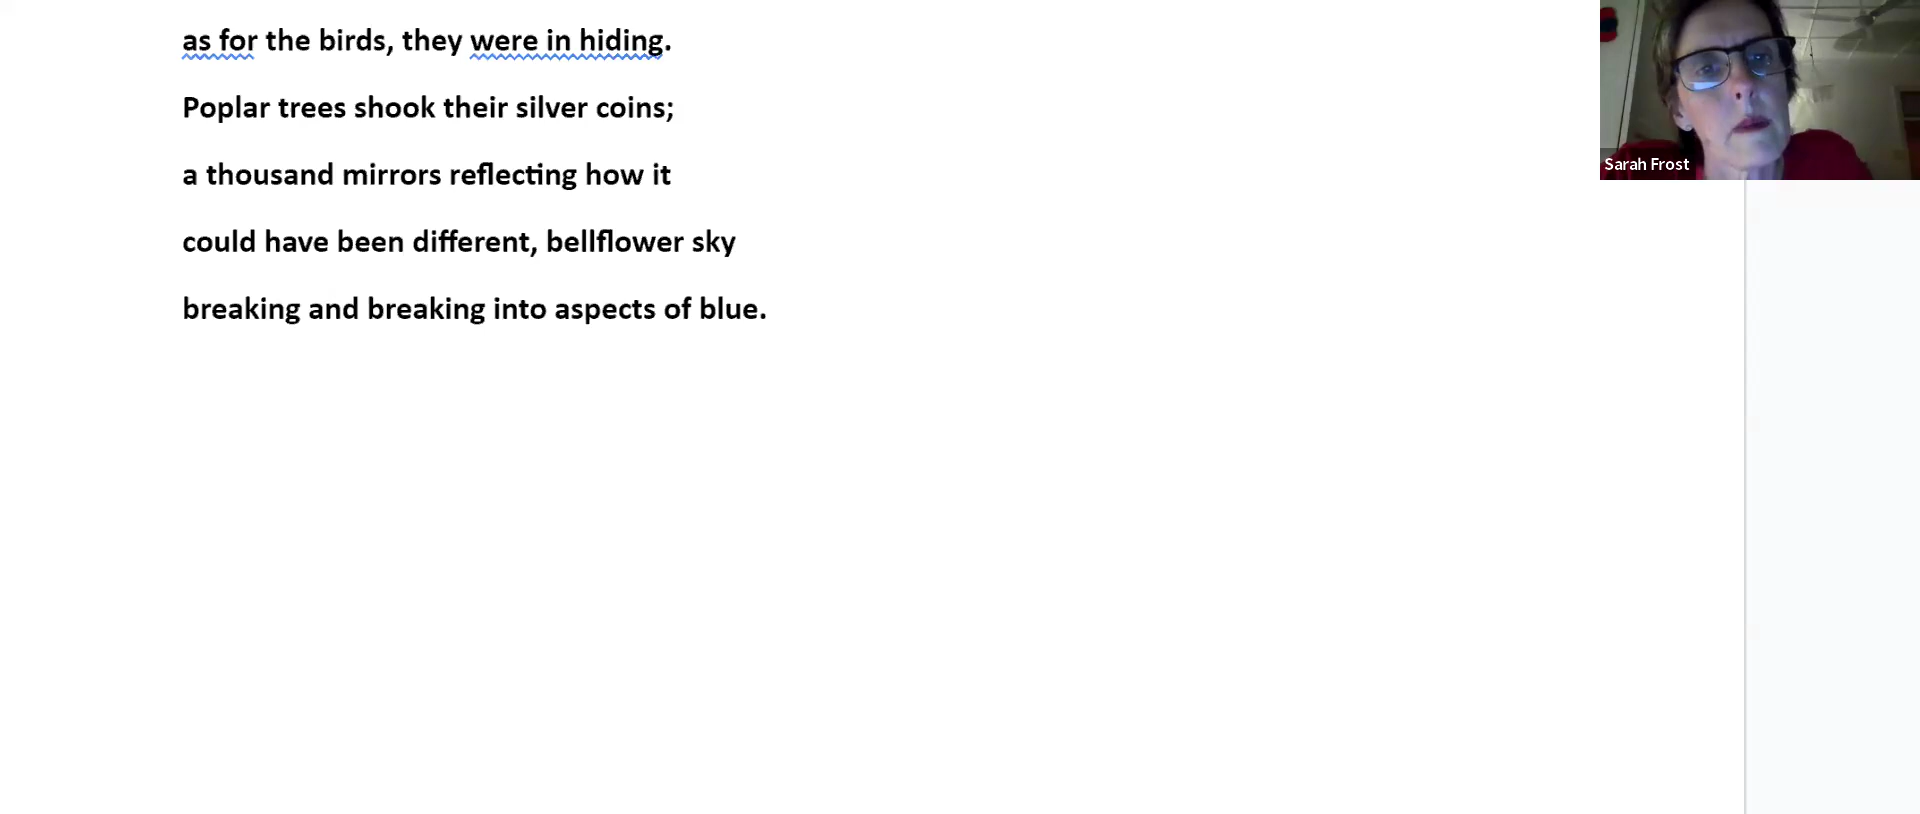 as for the birds, they were in hiding.
Poplar trees shook their silver coins;
a thousand mirrors reflecting how it
could have been different, bellflower sky
breaking and breaking into aspects of blue.
Sarah Frost